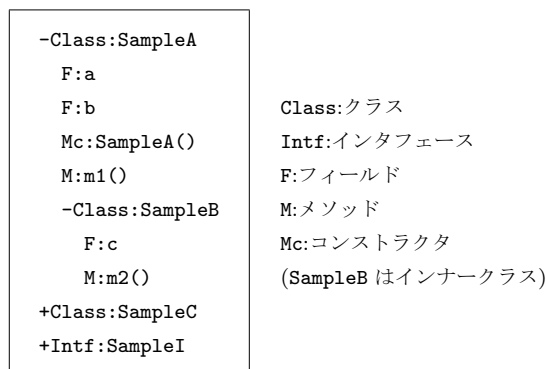 -Class:SampleA
F:a
F:b
Mc:SampleA()
M:m1()
-Class:SampleB
F:c
M:m2()
+Class:SampleC
+Intf:SampleI
Class:クラス
Intf:インタフェース
F:フィールド
M:メソッド
Mc:コンストラクタ
(SampleB はインナークラス)